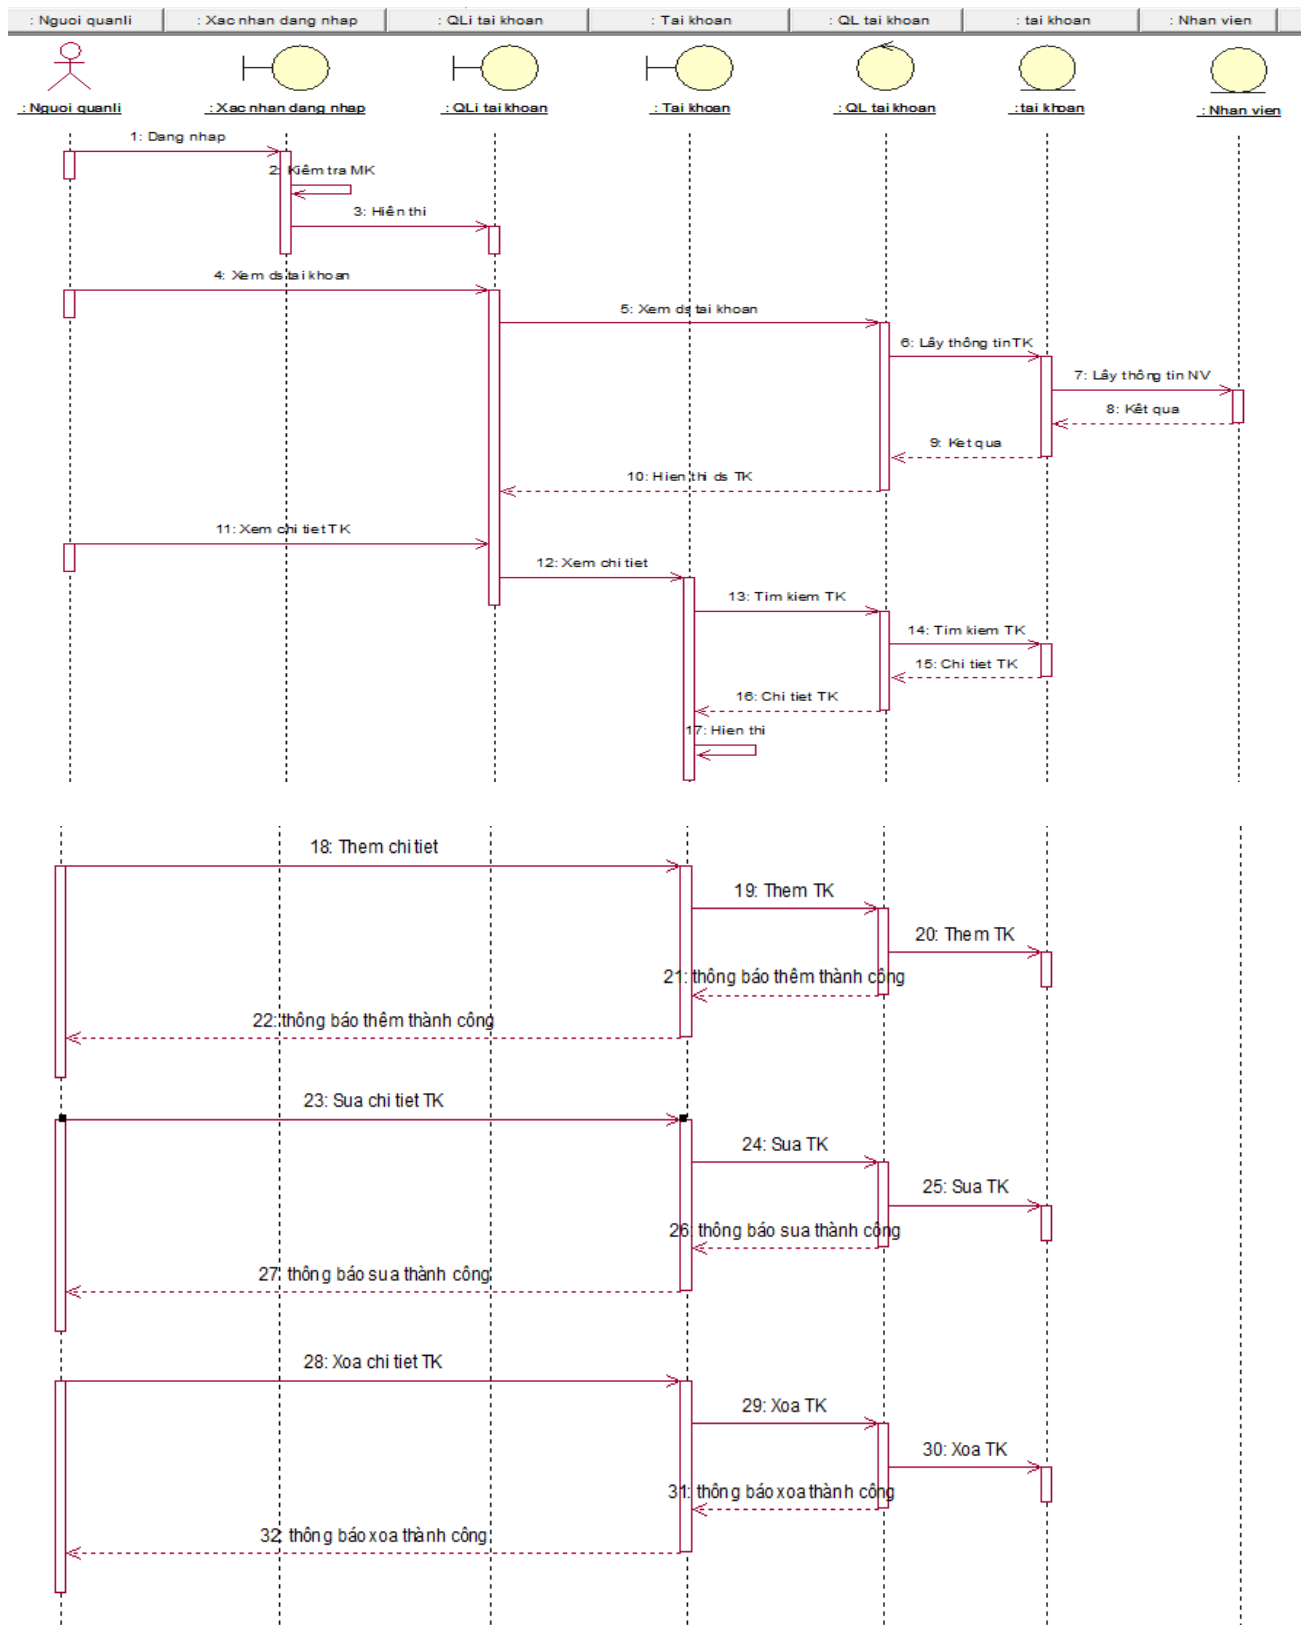 : Nguoi quanli
: Xac nhan dang nhap
: QLi tai khoan
: Tai khoan
: QL tai khoan
: tai khoan
: Nhan vien
: Nguoi quanli
: Xac nhan dang nhap
: QLi tai khoan
: Tai khoan
: QL tai khoan
: tai khoan
: Nhan vien
1: Dang nhap
2: Kiêm tra MK
3: Hiên thi
4: Xem ds tai khoan
5: Xem ds tai khoan
6: Lây thông tin TK
7: Lây thông tin NV
8: Kêt qua
9: Ket qua
10: Hien thi ds TK
11: Xem chi tiet TK
12: Xem chi tiet
13: Tim kiem TK
14: Tim kiem TK
15: Chi tiet TK
16: Chi tiet TK
17: Hien thi
18: Them chi tiet
19: Them TK
20: Them TK
21: thông báo thêm thành công
22: thông báo thêm thành công
23: Sua chi tiet TK
24: Sua TK
25: Sua TK
26: thông báo sua thành công
27: thông báo sua thành công
28: Xoa chi tiet TK
29: Xoa TK
30: Xoa TK
31: thông báo xoa thành công
32: thông báo xoa thành công